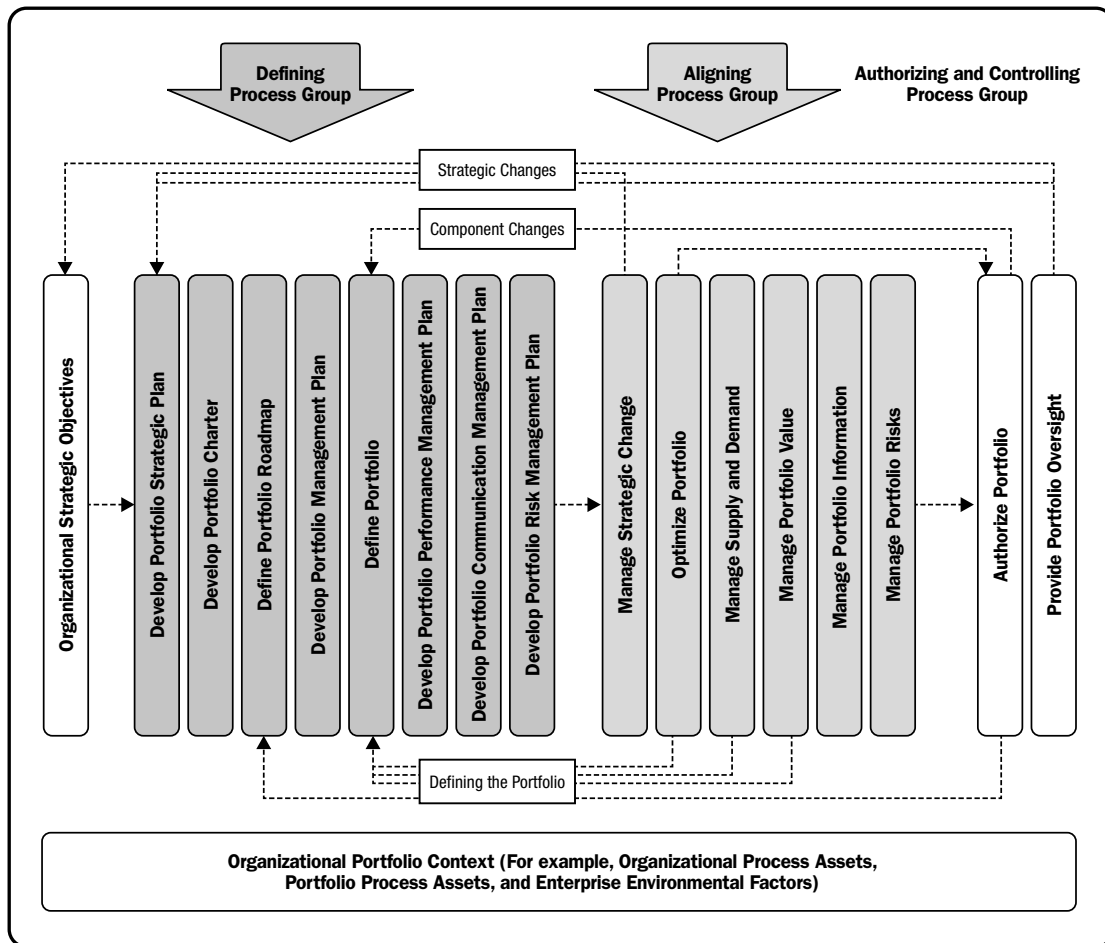 Defining
Process Group
Aligning
Process Group
Authorizing and Controlling
Process Group
Strategic Changes
Component Changes
Organizational Strategic Objectives
Develop Portfolio Strategic Plan
Develop Portfolio Charter
Define Portfolio Roadmap
Develop Portfolio Management Plan
Define Portfolio
Develop Portfolio Performance Management Plan
Develop Portfolio Communication Management Plan
Develop Portfolio Risk Management Plan
Manage Strategic Change
Optimize Portfolio
Manage Supply and Demand
Manage Portfolio Value
Manage Portfolio Information
Manage Portfolio Risks
Authorize Portfolio
Provide Portfolio Oversight
Defining the Portfolio
Organizational Portfolio Context (For example, Organizational Process Assets,
Portfolio Process Assets, and Enterprise Environmental Factors)